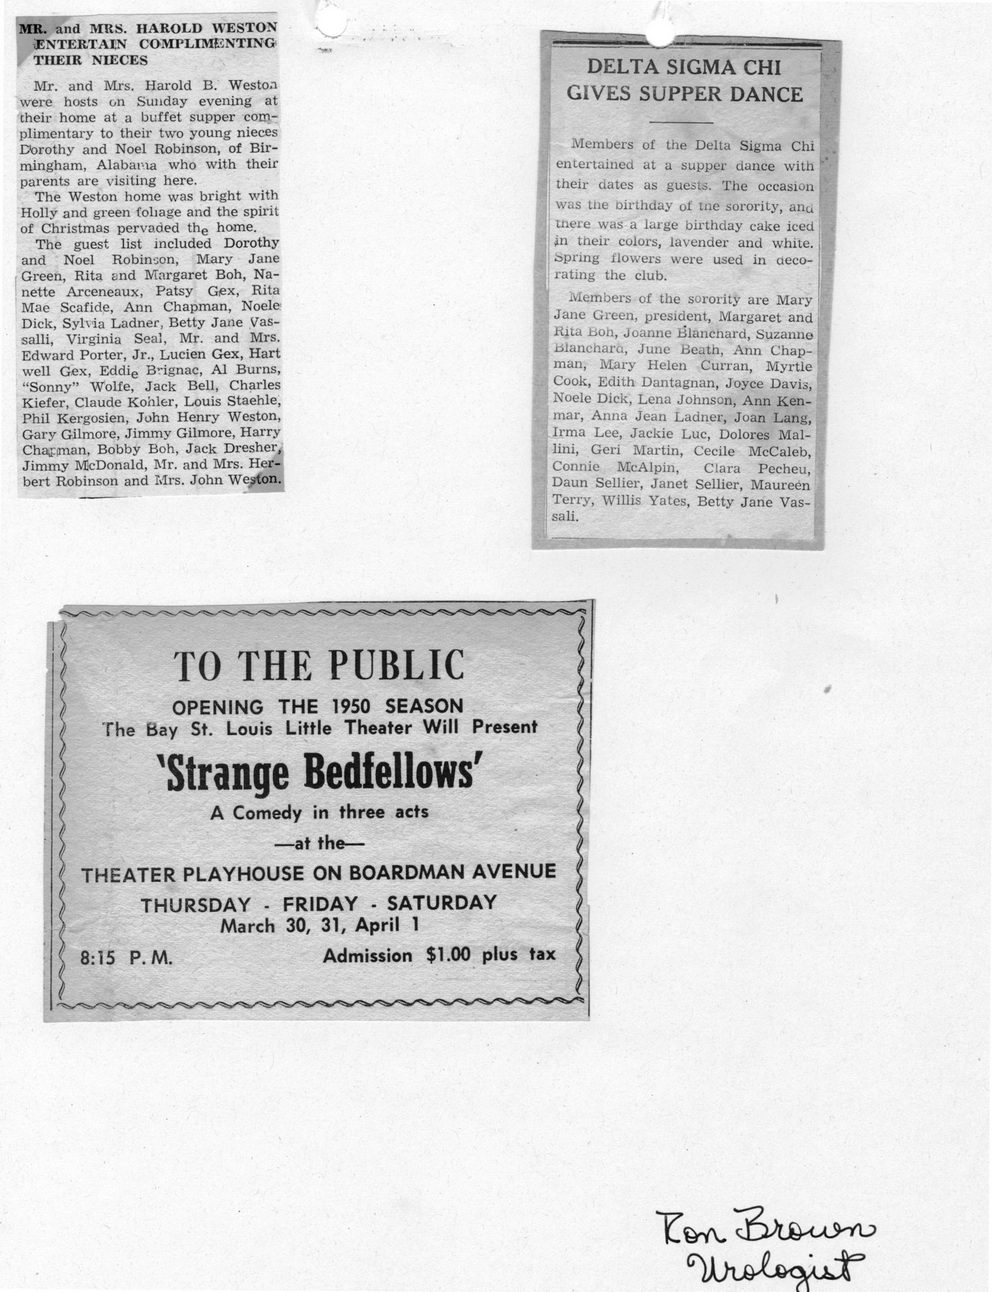 MR. and MRS. HAROLD WESTON
ENTERTAIN COMPLIMENTING
THEIR NIECES
Mr. and Mrs. Harold B. Weston
were hosts on Sunday evening at
their home at a buffet supper com-
plimentary to their two young nieces
Dorothy and Noel Robinson, of Bir-
mingham, Alabama who with their
parents are visiting here.
The Weston home was bright with
Holly and green foliage and the spirit
of Christmas pervaded the home.
The guest list included Dorothy
and Noel Robinson, Mary Jane
Green, Rita and Margaret Boh, Na-
nette Arceneaux, Patsy Gex, Rita
Mae Scafide, Ann Chapman, Noele
Dick, Sylvia Ladner, Betty Jane Vas-
salli, Virginia Seal, Mr. and Mrs.
Edward Porter, Jr., Lucien Gex, Hart
well Gex, Eddie Brignac, Al Burns,
"Sonny" Wolfe, Jack Bell, Charles
Kiefer, Claude Kohler, Louis Staehle,
Phil Kergosien, John Henry Weston,
Gary Gilmore, Jimmy Gilmore, Harry
Chapman, Bobby Boh, Jack Dresher,
Jimmy McDonald, Mr. and Mrs. Her-
bert Robinson and Mrs. John Weston.
DELTA SIGMA CHI
GIVES SUPPER DANCE
Members of the Delta Sigma Chi
entertained at a supper dance with
their dates as guests. The occasion
was the birthday of the sorority, and
there was a large birthday cake iced
in their colors, lavender and white.
Spring flowers were used in deco-
rating the club.
Members of the sorority are Mary
Jane Green, president, Margaret and
Rita Boh, Joanne Blanchard, Suzanne
Blanchard, June Beath, Ann Chap-
man, Mary Helen Curran, Myrtle
Cook, Edith Dantagnan, Joyce Davis,
Noele Dick, Lena Johnson, Ann Ken-
mar, Anna Jean Ladner, Joan Lang,
Irma Lee, Jackie Luc, Dolores Mal-
lini, Geri Martin, Cecile McCaleb,
Connie McAlpin, Clara Pecheu,
Daun Sellier, Janet Sellier, Maureen
Terry, Willis Yates, Betty Jane Vas-
sali.
TO THE PUBLIC
OPENING THE 1950 SEASON
The Bay St. Louis Little Theater Will Present
'Strange Bedfellows'
A Comedy in three acts
—at the—
THEATER PLAYHOUSE ON BOARDMAN AVENUE
THURSDAY - FRIDAY - SATURDAY
March 30, 31, April 1
8:15 P. M. Admission $1.00 plus tax
Ron Brown
Urologist